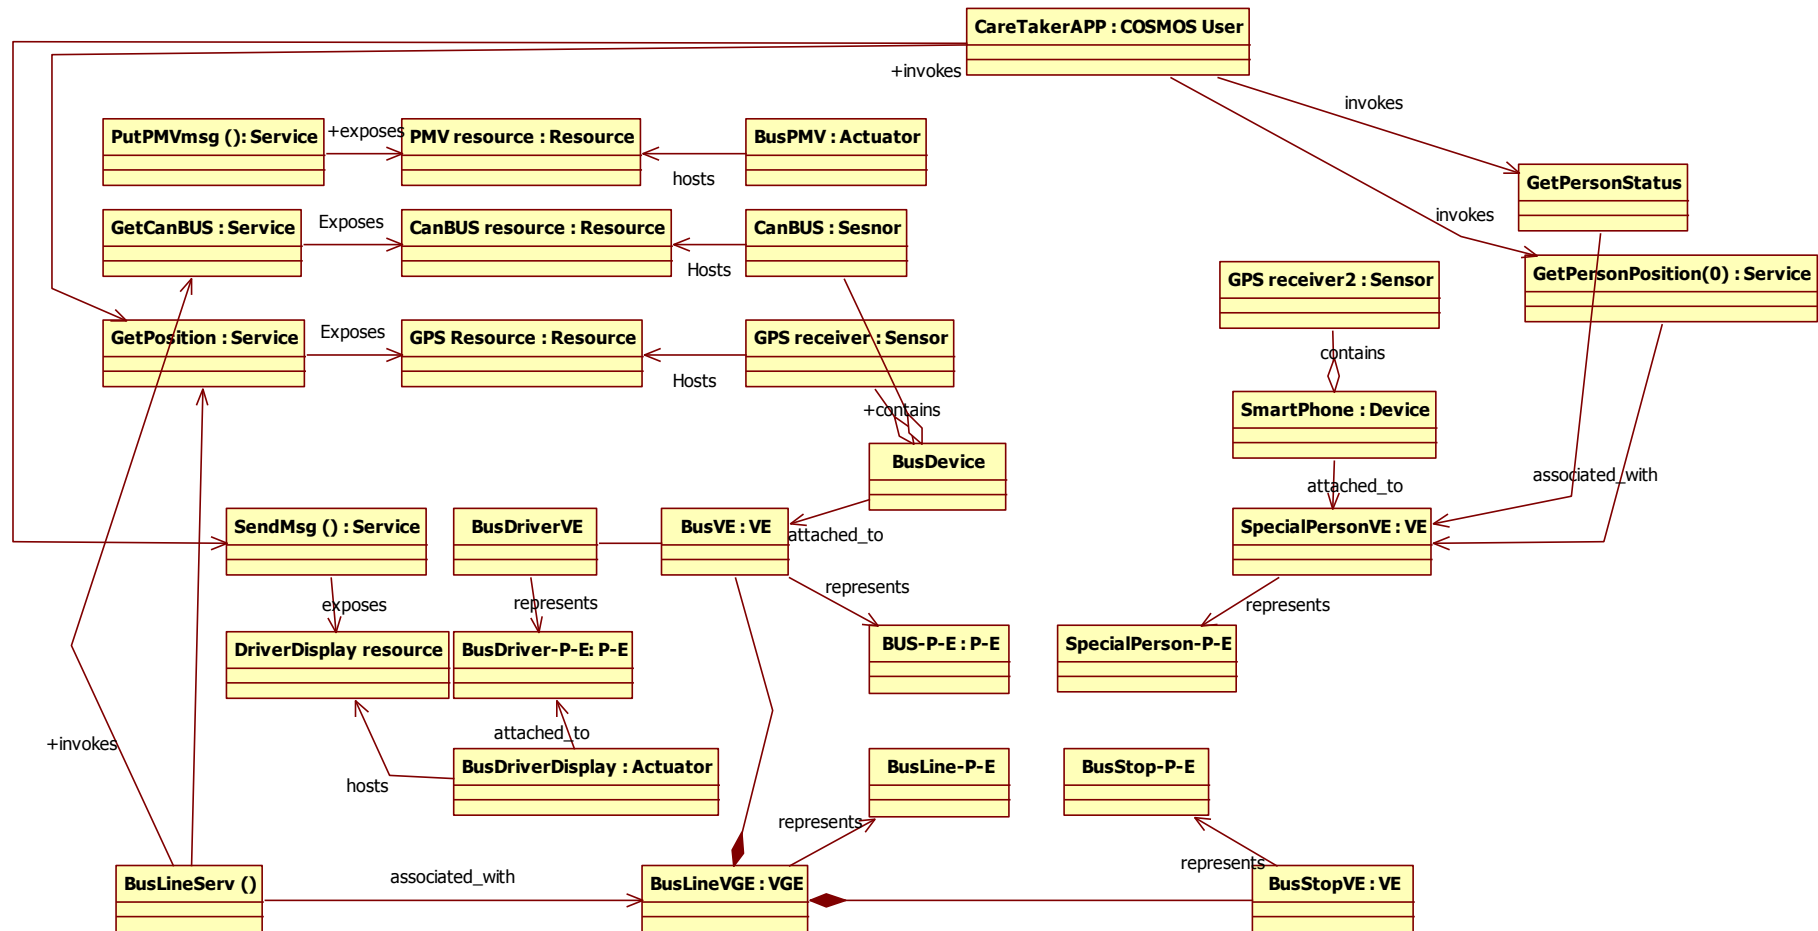 CareTakerAPP : COSMOS User
+invokes
invokes
PutPMVmsg (): Service
+exposes
PMV resource : Resource
BusPMV : Actuator
hosts
GetPersonStatus
GetCanBUS : Service
Exposes
CanBUS resource : Resource
CanBUS : Sesnor
invokes
Hosts
GPS receiver2 : Sensor
GetPersonPosition(0) : Service
GetPosition : Service
Exposes
GPS Resource : Resource
GPS receiver : Sensor
contains
Hosts
+contains
SmartPhone : Device
BusDevice
associated_with
attached_to
SendMsg () : Service
BusDriverVE
BusVE : VE
attached_to
SpecialPersonVE : VE
exposes
represents
represents
represents
DriverDisplay resource
BusDriver-P-E: P-E
BUS-P-E : P-E
SpecialPerson-P-E
+invokes
attached_to
hosts
BusDriverDisplay : Actuator
BusLine-P-E
BusStop-P-E
represents
represents
BusLineServ ()
associated_with
BusLineVGE : VGE
BusStopVE : VE